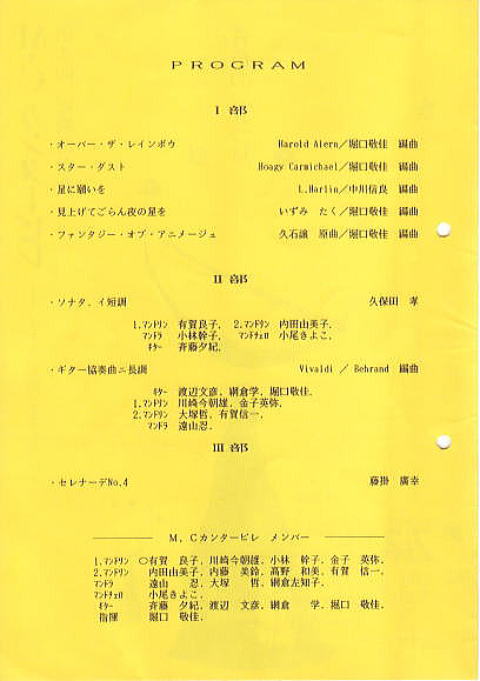 PROGRAM
Ⅰ 部
・オーバー・ザ・レインボウ Harold Alern／堀口敬佳 編曲
・スター・ダスト Hoagy Carmichael／堀口敬佳 編曲
・星に願いを L.Harlin／中川信良 編曲
・見上げてごらん夜の星を いずみ たく／堀口敬佳 編曲
・ファンタジー・オブ・アニメージュ 久石譲 原曲／堀口敬佳 編曲
Ⅱ 部
・ソナタ．イ短調 久保田 孝
1.マンドリン 有賀良子． 2.マンドリン 内田由美子．
マンドラ 小林幹子． マンドチェロ 小尾きよこ．
ギター 斉藤夕紀．
・ギター協奏曲ニ長調 Vivaldi ／ Behrand 編曲
ギター 渡辺文彦，網倉学，堀口敬佳．
1.マンドリン 川崎今朝雄，金子英弥．
2.マンドリン 大塚哲，有賀信一．
マンドラ 遠山忍．
Ⅲ 部
・セレナーデNo.4 藤掛 廣幸
M，Cカンタービレ メンバー
1.マンドリン ○有賀 良子，川崎今朝雄，小林 幹子，金子 英弥．
2.マンドリン 内田由美子，内藤 美鈴，高野 和美，有賀 信一．
マンドラ 遠山 忍，大塚 哲，網倉左知子．
マンドチェロ 小尾きよこ．
ギター 斉藤 夕紀，渡辺 文彦，網倉 学，堀口 敬佳．
指揮 堀口 敬佳．